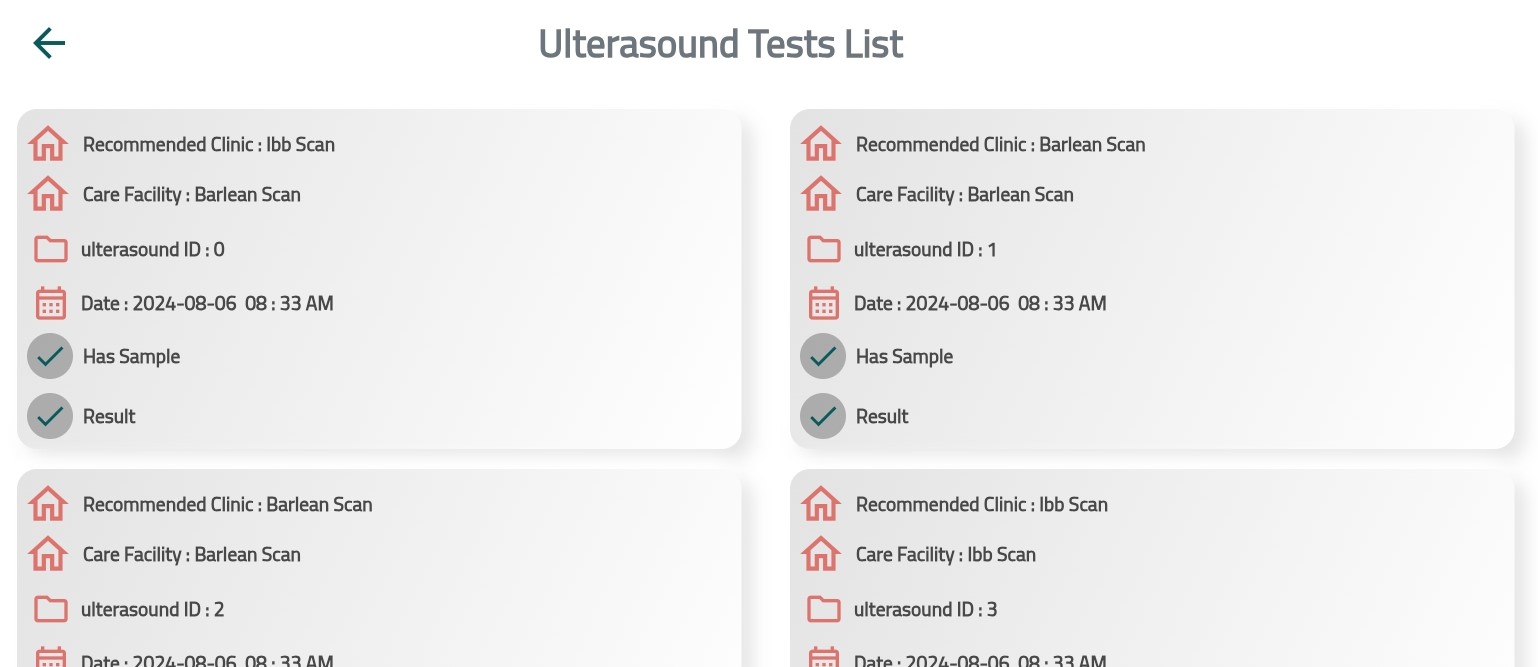 Ulterasound Tests List
Recommended Clinic : Ibb Scan
Care Facility : Barlean Scan
ulterasound ID : 0
Date : 2024-08-06  08 : 33 AM
Has Sample
Result
Recommended Clinic : Barlean Scan
Care Facility : Barlean Scan
ulterasound ID : 1
Date : 2024-08-06  08 : 33 AM
Has Sample
Result
Recommended Clinic : Barlean Scan
Care Facility : Barlean Scan
ulterasound ID : 2
Date : 2024-08-06  08 : 33 AM
Recommended Clinic : Ibb Scan
Care Facility : Ibb Scan
ulterasound ID : 3
Date : 2024-08-06  08 : 33 AM